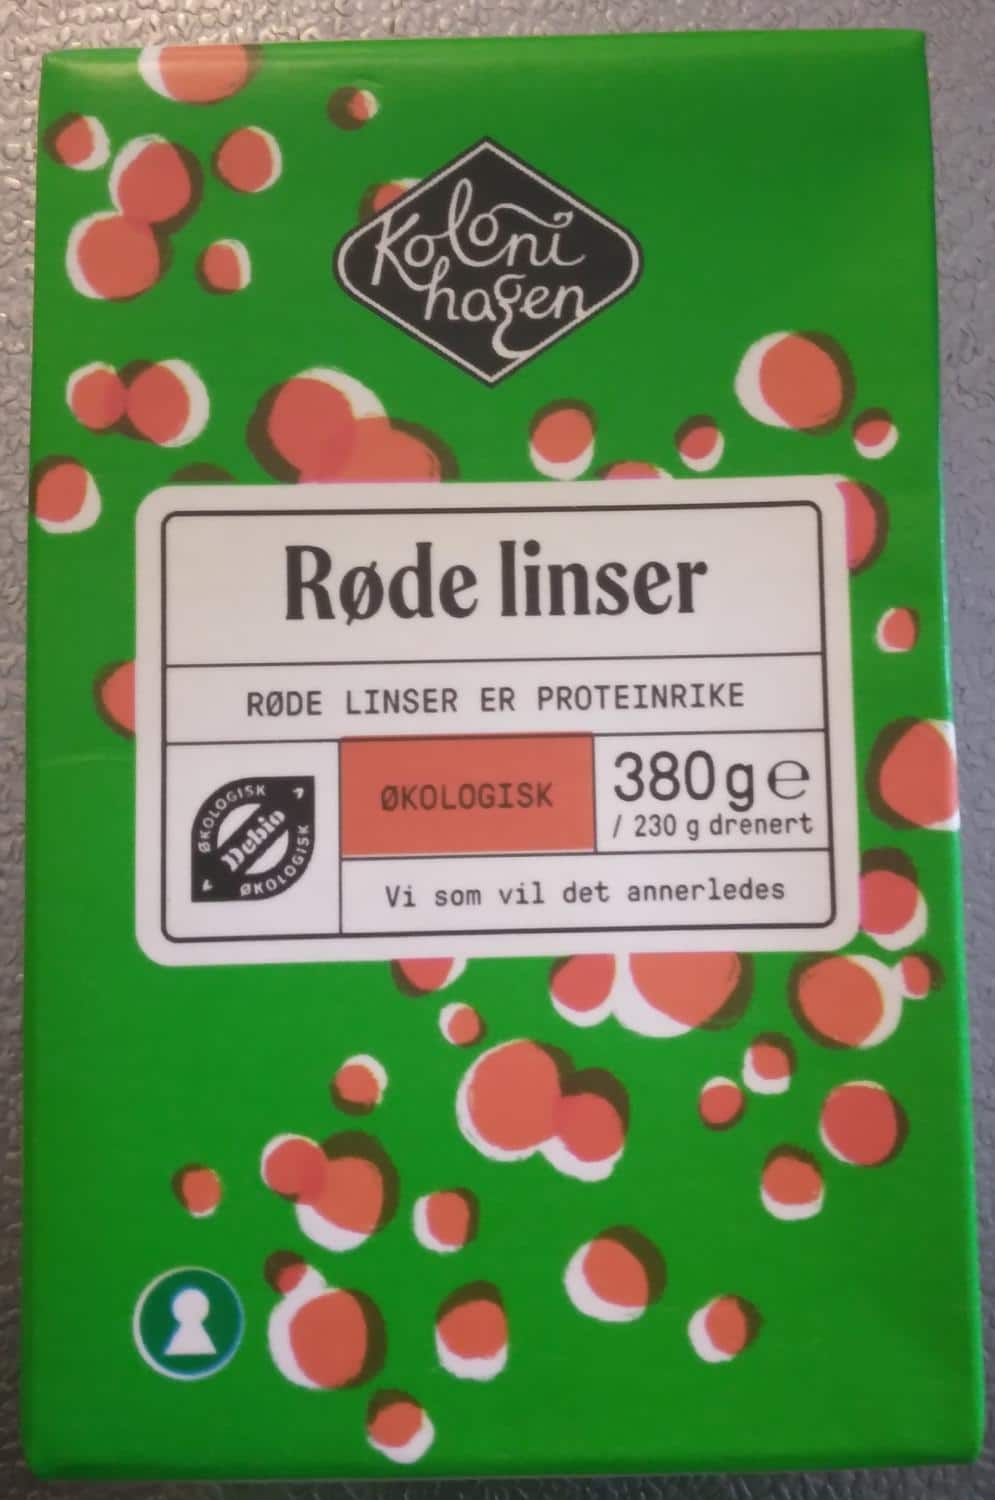 Koloni
hagen
Røde linser
RØDE LINSER ER PROTEINRIKE
ØKOLOGISK
Debio
ØKOLOGISK
ØKOLOGISK
380 g e
/ 230 g drenert
Vi som vil det annerledes